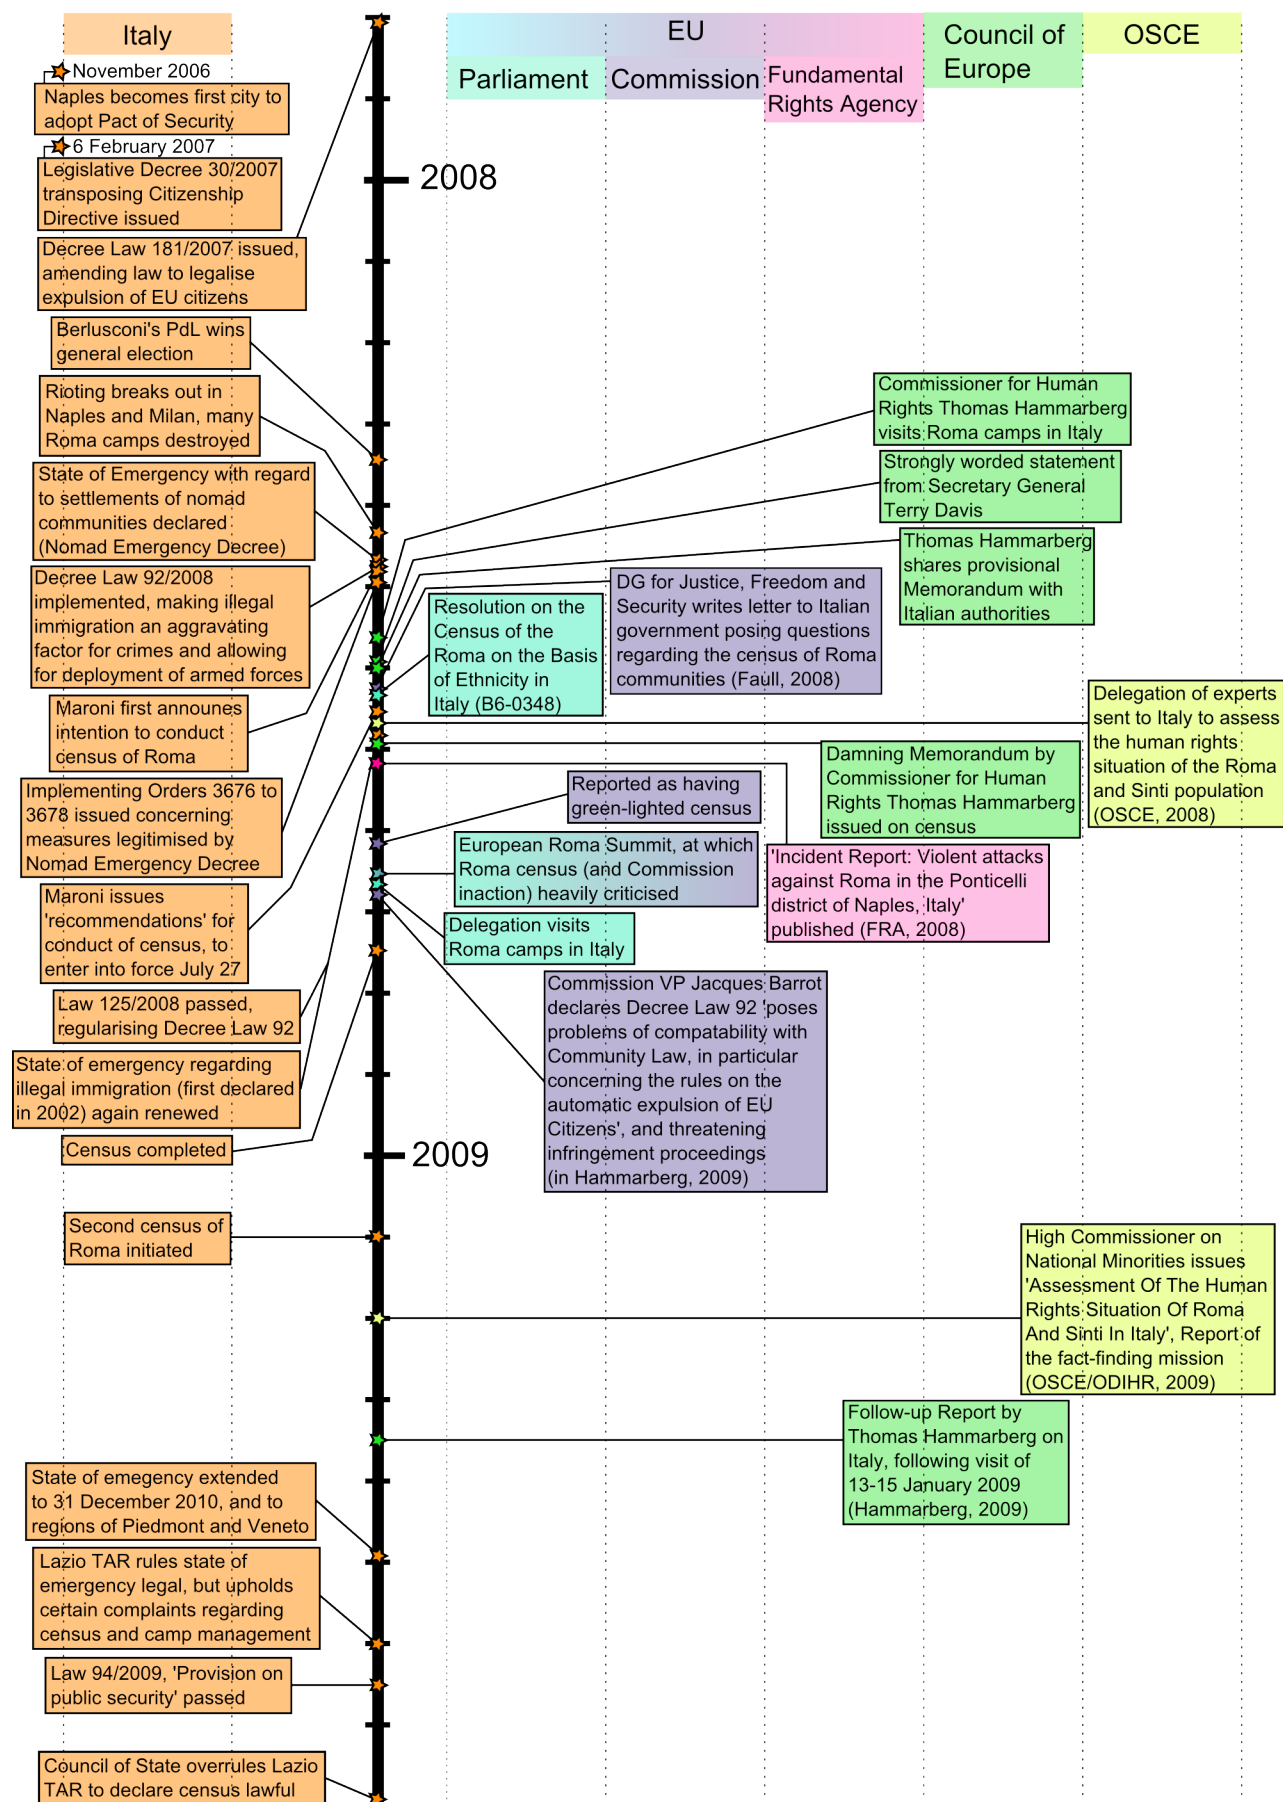 Italy
EU
Council of
Europe
OSCE
Parliament
Commission
Fundamental
Rights Agency
November 2006
Naples becomes first city to
adopt Pact of Security
6 February 2007
Legislative Decree 30/2007
transposing Citizenship
Directive issued
Decree Law 181/2007 issued,
amending law to legalise
expulsion of EU citizens
Berlusconi's PdL wins
general election
Rioting breaks out in
Naples and Milan, many
Roma camps destroyed
State of Emergency with regard
to settlements of nomad
communities declared
(Nomad Emergency Decree)
Decree Law 92/2008
implemented, making illegal
immigration an aggravating
factor for crimes and allowing
for deployment of armed forces
Maroni first announes
intention to conduct
census of Roma
Implementing Orders 3676 to
3678 issued concerning
measures legitimised by
Nomad Emergency Decree
Maroni issues
'recommendations' for
conduct of census, to
enter into force July 27
Law 125/2008 passed,
regularising Decree Law 92
State of emergency regarding
illegal immigration (first declared
in 2002) again renewed
Census completed
Second census of
Roma initiated
State of emegency extended
to 31 December 2010, and to
regions of Piedmont and Veneto
Lazio TAR rules state of
emergency legal, but upholds
certain complaints regarding
census and camp management
Law 94/2009, 'Provision on
public security' passed
Council of State overrules Lazio
TAR to declare census lawful
2008
2009
Commissioner for Human
Rights Thomas Hammarberg
visits Roma camps in Italy
Strongly worded statement
from Secretary General
Terry Davis
Thomas Hammarberg
shares provisional
Memorandum with
Italian authorities
DG for Justice, Freedom and
Security writes letter to Italian
government posing questions
regarding the census of Roma
communities (Faull, 2008)
Resolution on the
Census of the
Roma on the Basis
of Ethnicity in
Italy (B6-0348)
Delegation of experts
sent to Italy to assess
the human rights
situation of the Roma
and Sinti population
(OSCE, 2008)
Damning Memorandum by
Commissioner for Human
Rights Thomas Hammarberg
issued on census
Reported as having
green-lighted census
European Roma Summit, at which
Roma census (and Commission
inaction) heavily criticised
'Incident Report: Violent attacks
against Roma in the Ponticelli
district of Naples, Italy'
published (FRA, 2008)
Delegation visits
Roma camps in Italy
Commission VP Jacques Barrot
declares Decree Law 92 'poses
problems of compatability with
Community Law, in particular
concerning the rules on the
automatic expulsion of EU
Citizens', and threatening
infringement proceedings
(in Hammarberg, 2009)
High Commissioner on
National Minorities issues
'Assessment Of The Human
Rights Situation Of Roma
And Sinti In Italy', Report of
the fact-finding mission
(OSCE/ODIHR, 2009)
Follow-up Report by
Thomas Hammarberg on
Italy, following visit of
13-15 January 2009
(Hammarberg, 2009)